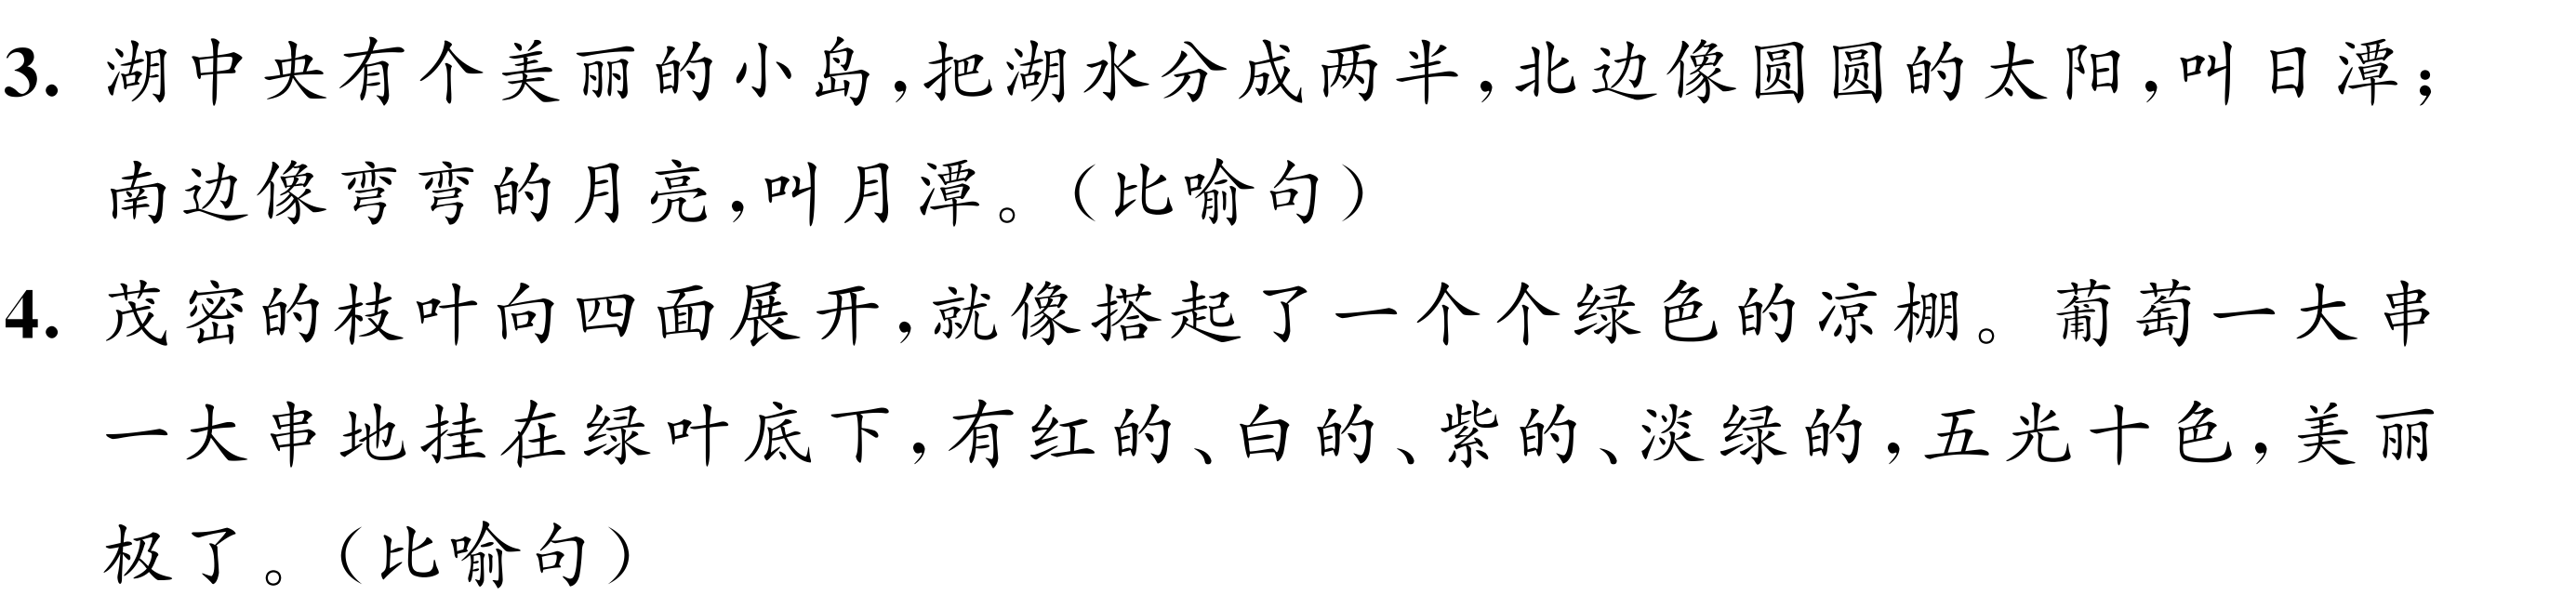 3. 湖中央有个美丽的小岛,把湖水分成两半,北边像圆圆的太阳,叫日潭;
南边像弯弯的月亮,叫月潭。(比喻句)
4. 茂密的枝叶向四面展开,就像搭起了一个个绿色的凉棚。葡萄一大串
一大串地挂在绿叶底下,有红的、白的、紫的、淡绿的,五光十色,美丽
极了。(比喻句)